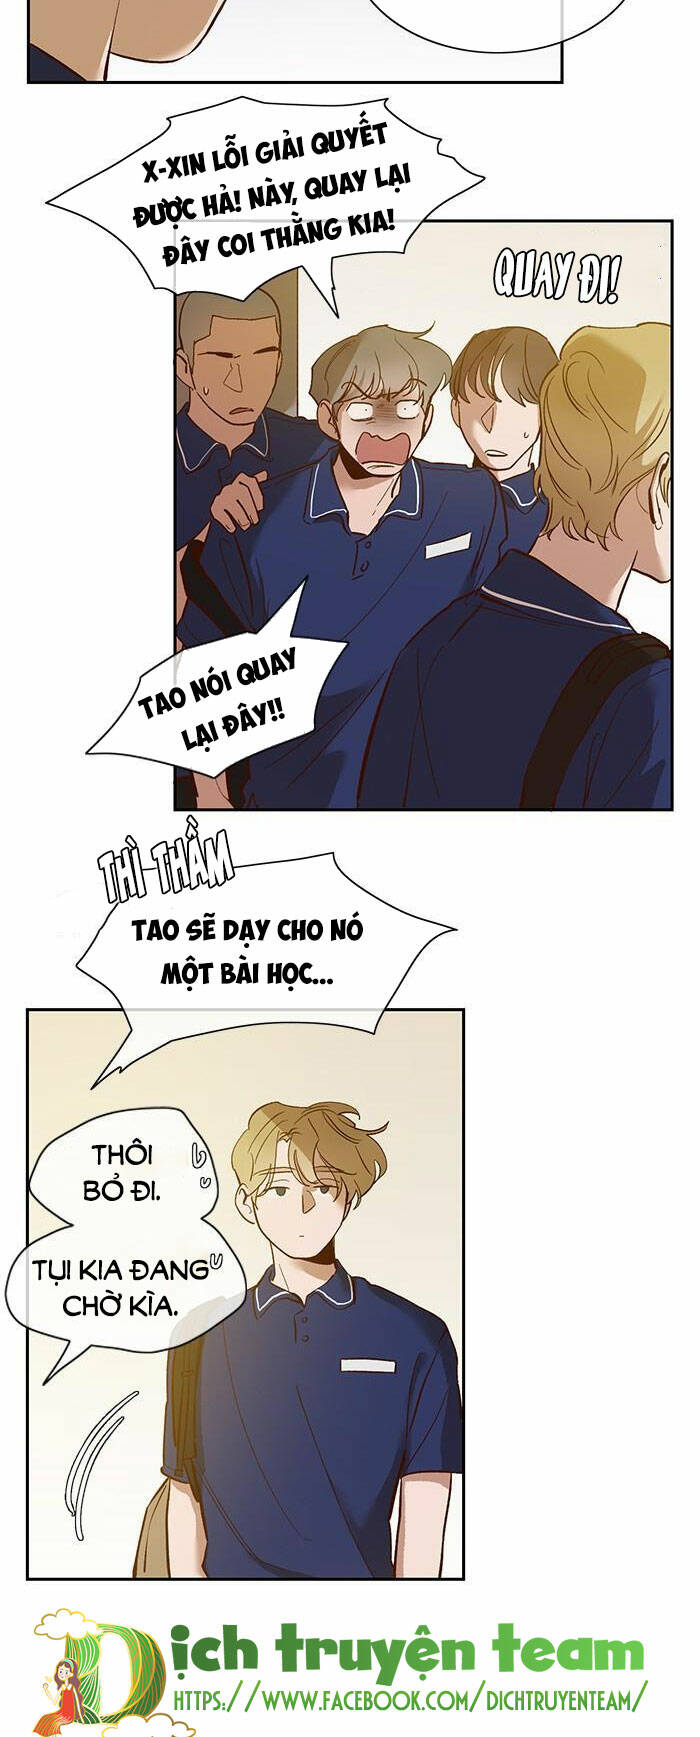 X-XIN LỖI GIẢI QUYẾT
ĐƯỢC HẢ! NÀY, QUAY LẠI
ĐÂY COI THẰNG KIA!
QUAY ĐI!
TAO NÓI QUAY
LẠI ĐÂY!!
THÌ THẦM
TAO SẼ DẠY CHO NÓ
MỘT BÀI HỌC...
THÔI
BỎ ĐI.
TỤI KIA ĐANG
CHỜ KÌA.
Dịch truyện team
HTTPS://WWW.FACEBOOK.COM/DICHTRUYENTEAM/